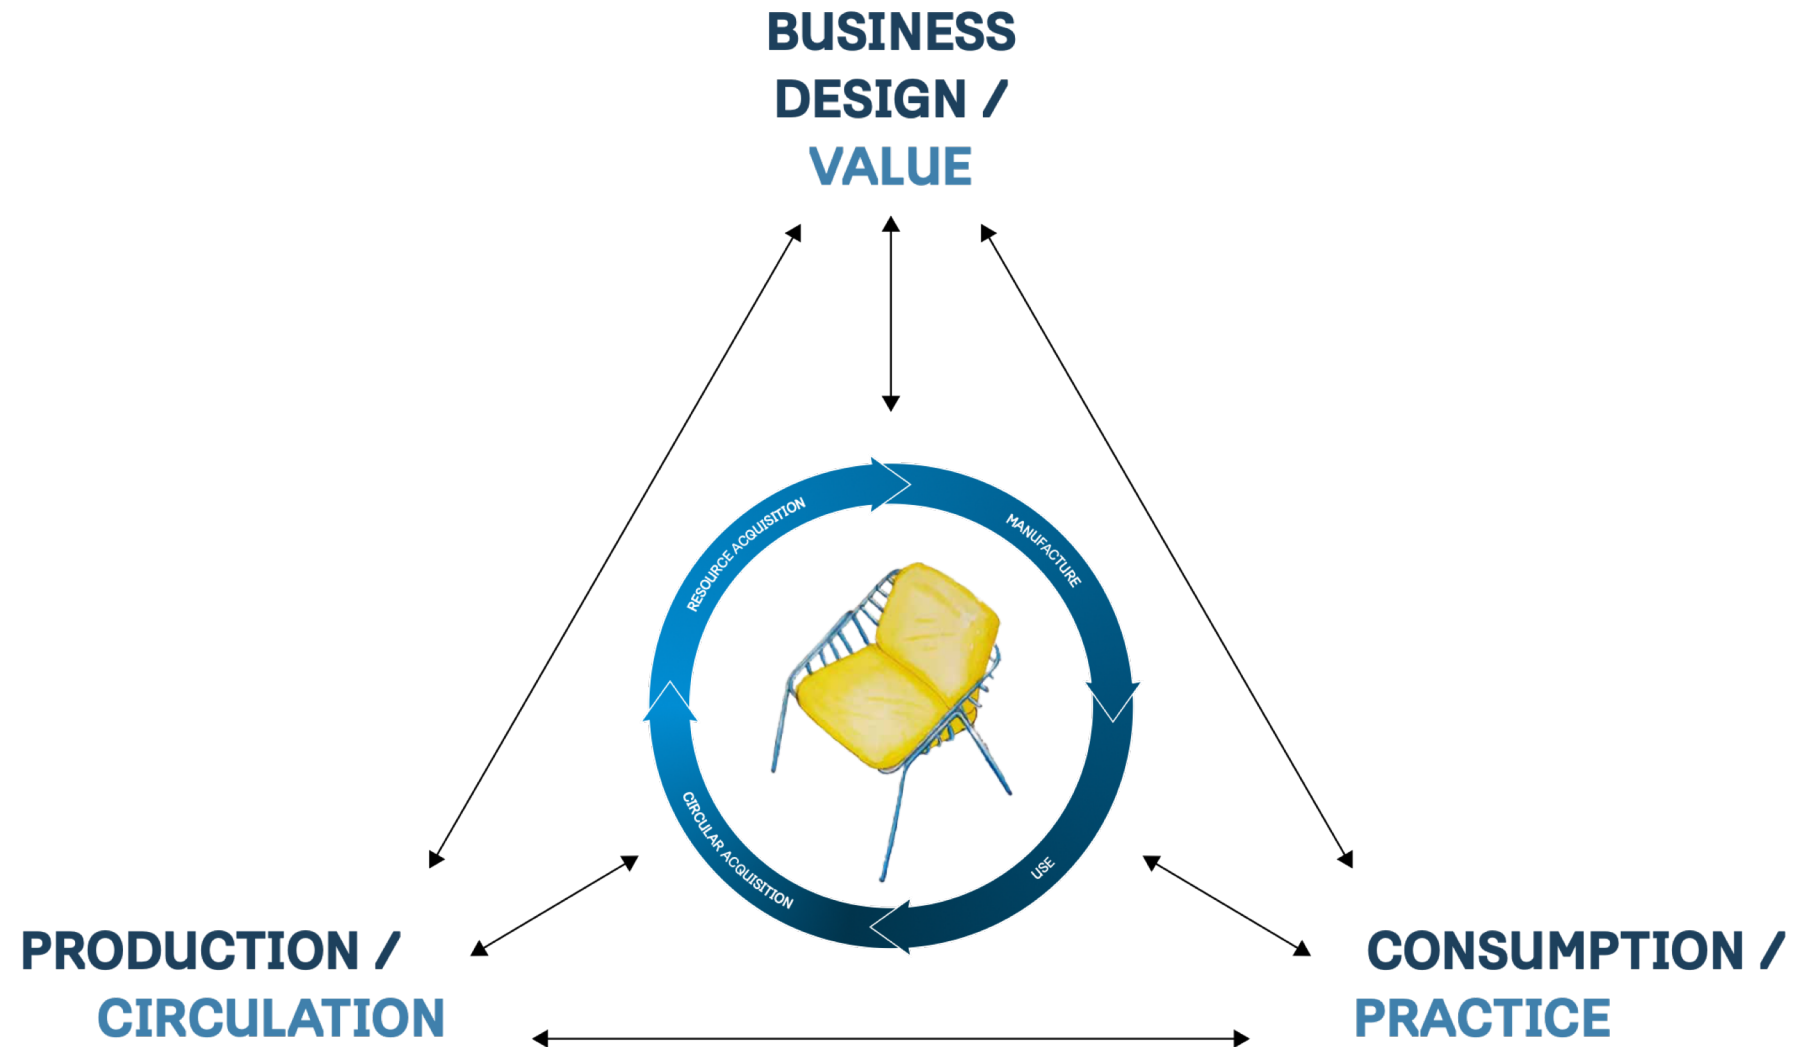 BUSINESS
DESIGN /
VALUE
RESOURCE ACQUISITION
MANUFACTURE
USE
CIRCULAR ACQUISITION
PRODUCTION /
CIRCULATION
CONSUMPTION /
PRACTICE